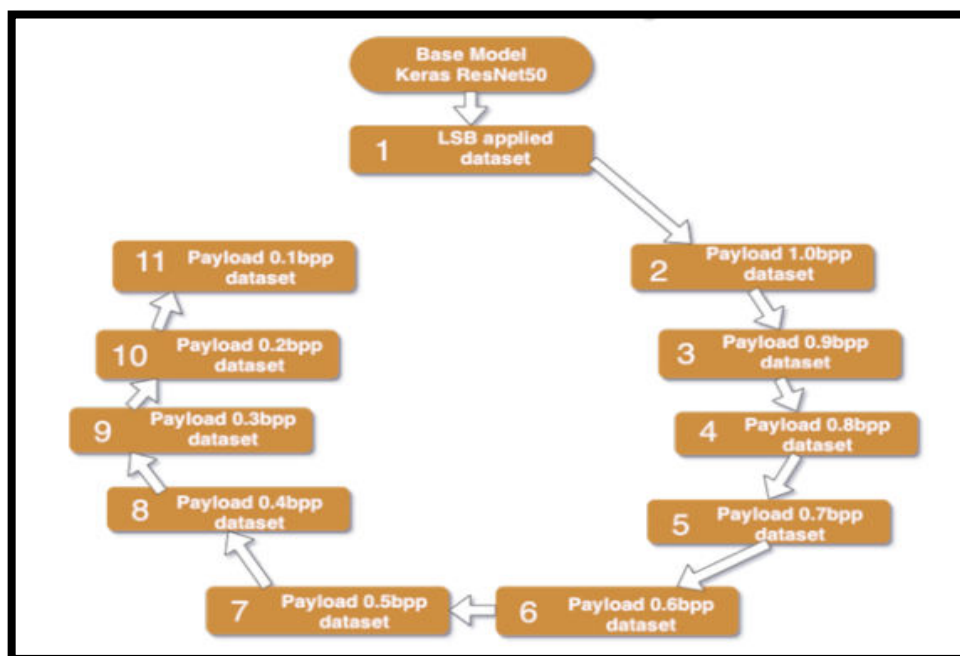 Base Model
Keras ResNet50
1
LSB applied
dataset
2
Payload 1.0bpp
dataset
3
Payload 0.9bpp
dataset
4
Payload 0.8bpp
dataset
5
Payload 0.7bpp
dataset
6
Payload 0.6bpp
dataset
7
Payload 0.5bpp
dataset
8
Payload 0.4bpp
dataset
9
Payload 0.3bpp
dataset
10
Payload 0.2bpp
dataset
11
Payload 0.1bpp
dataset